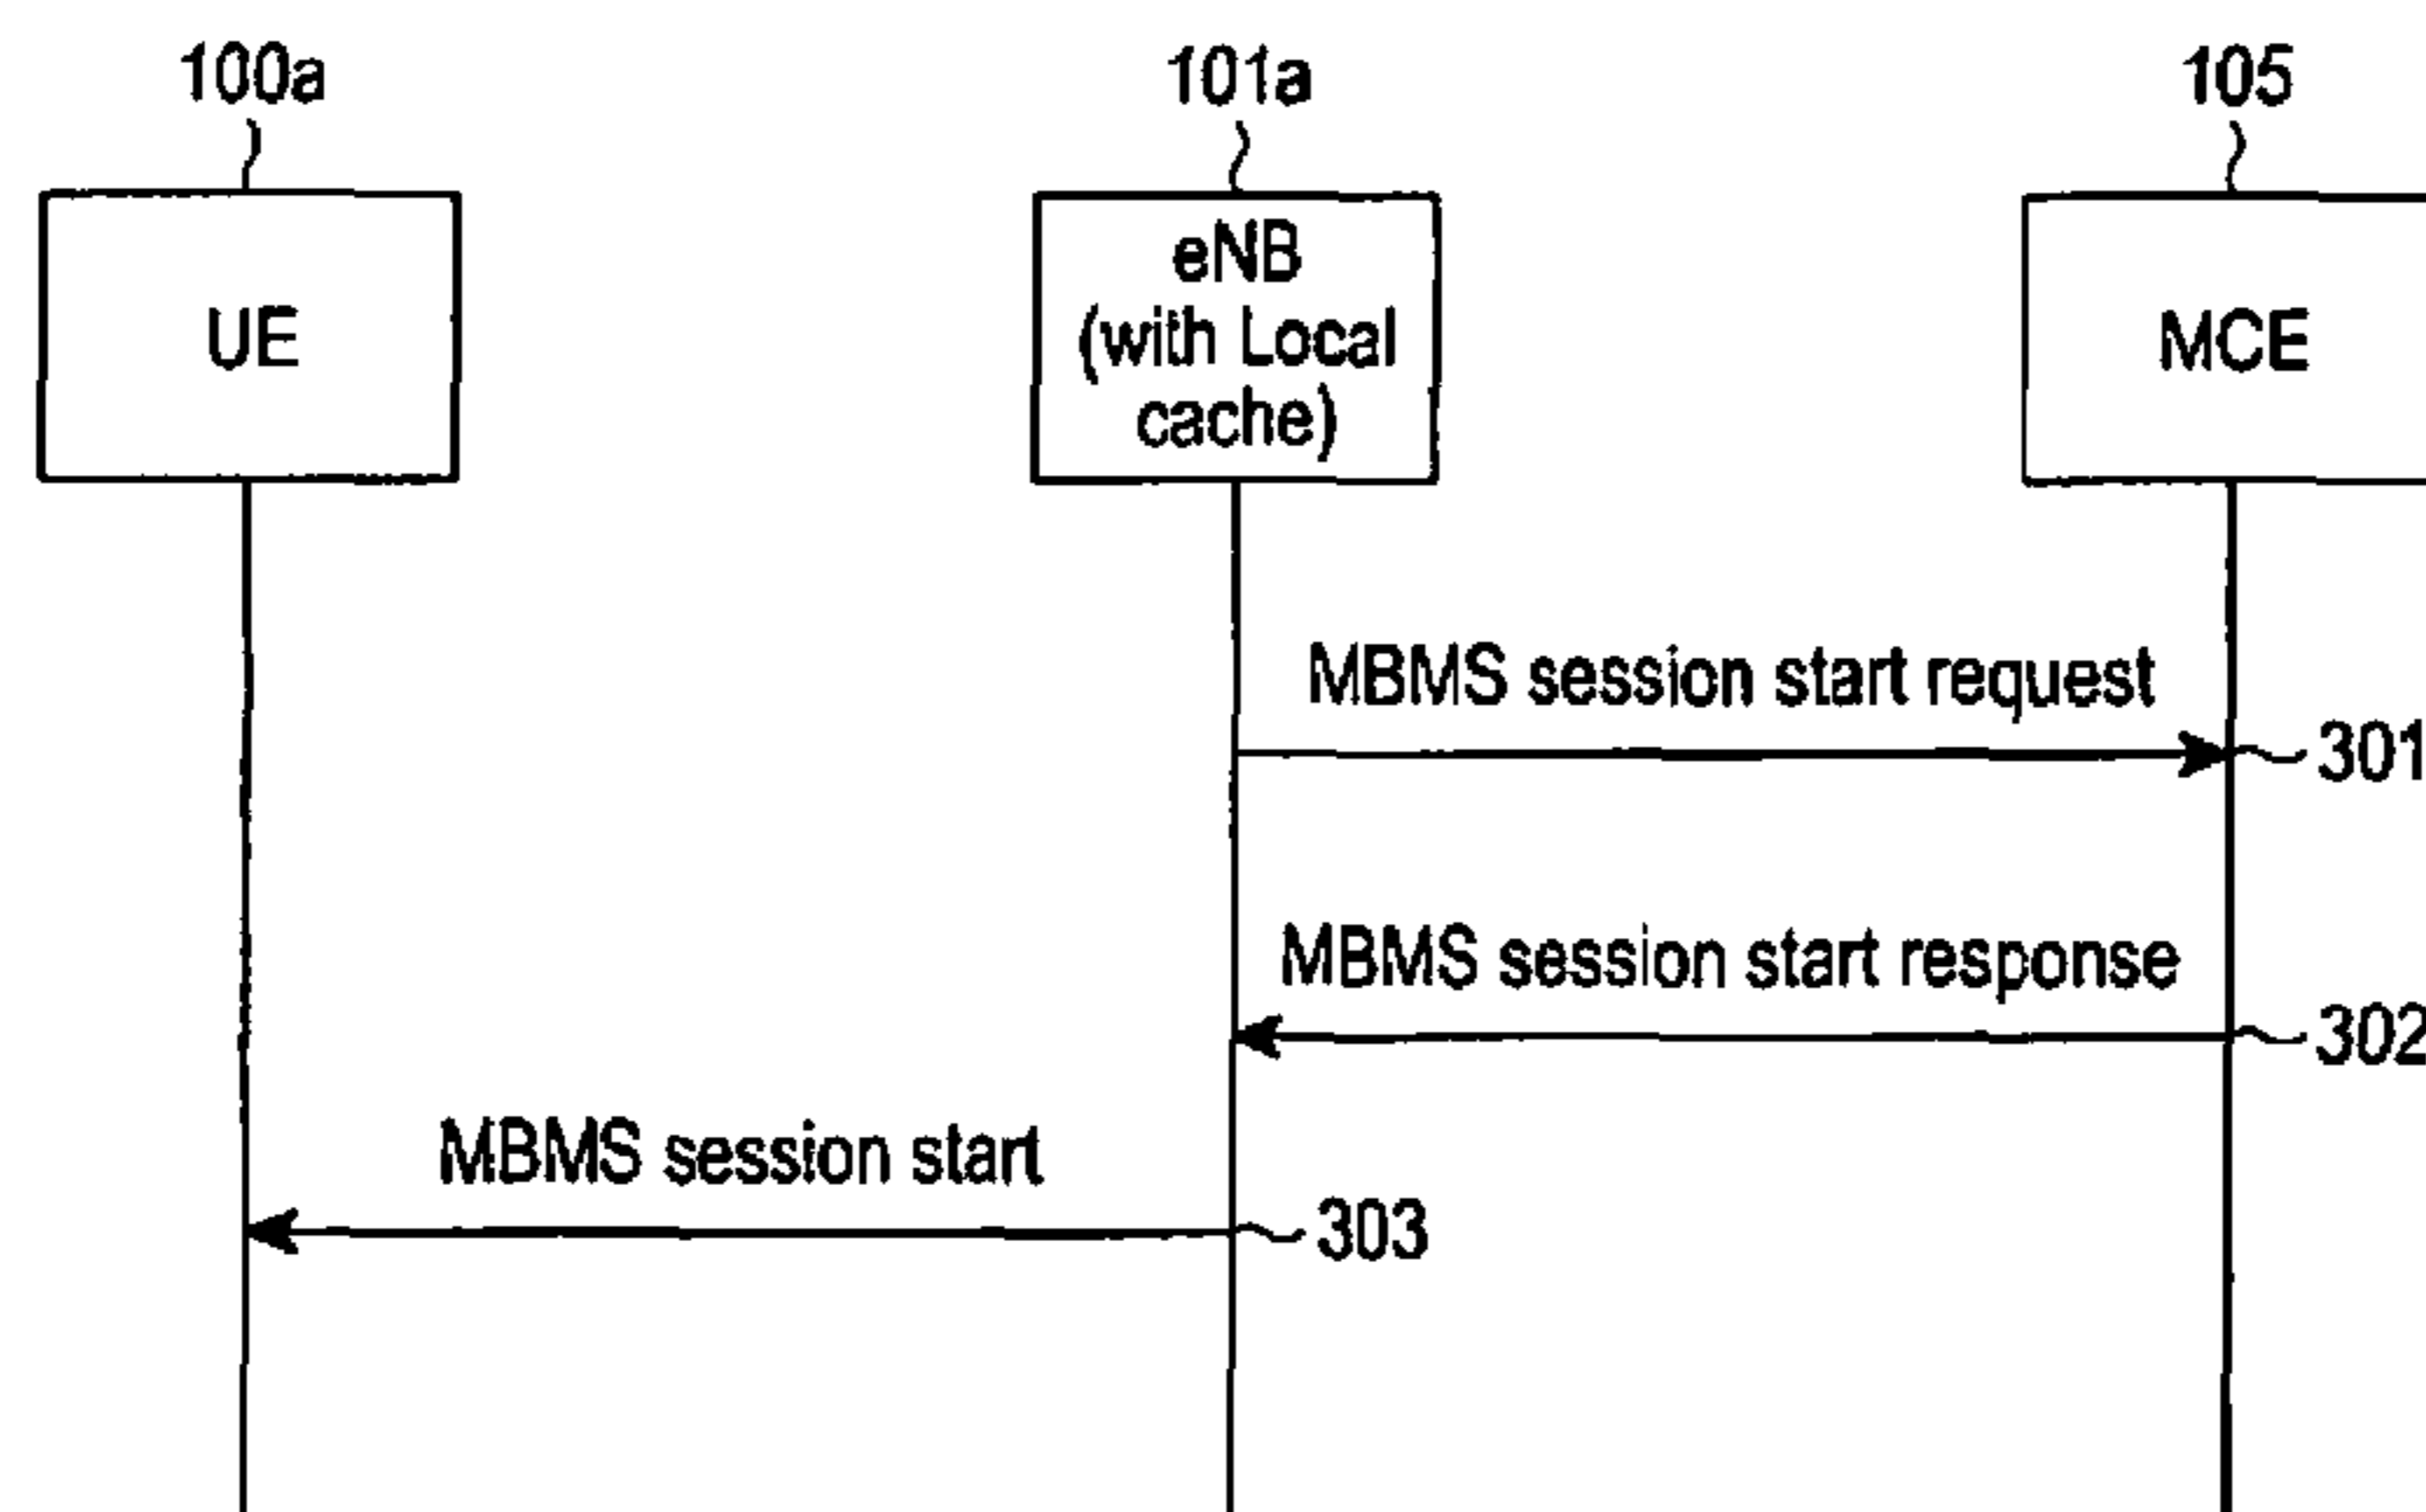 100a
101a
105
UE
eNB
(with Local
cache)
MCE
MBMS session start request
301
MBMS session start response
302
MBMS session start
303